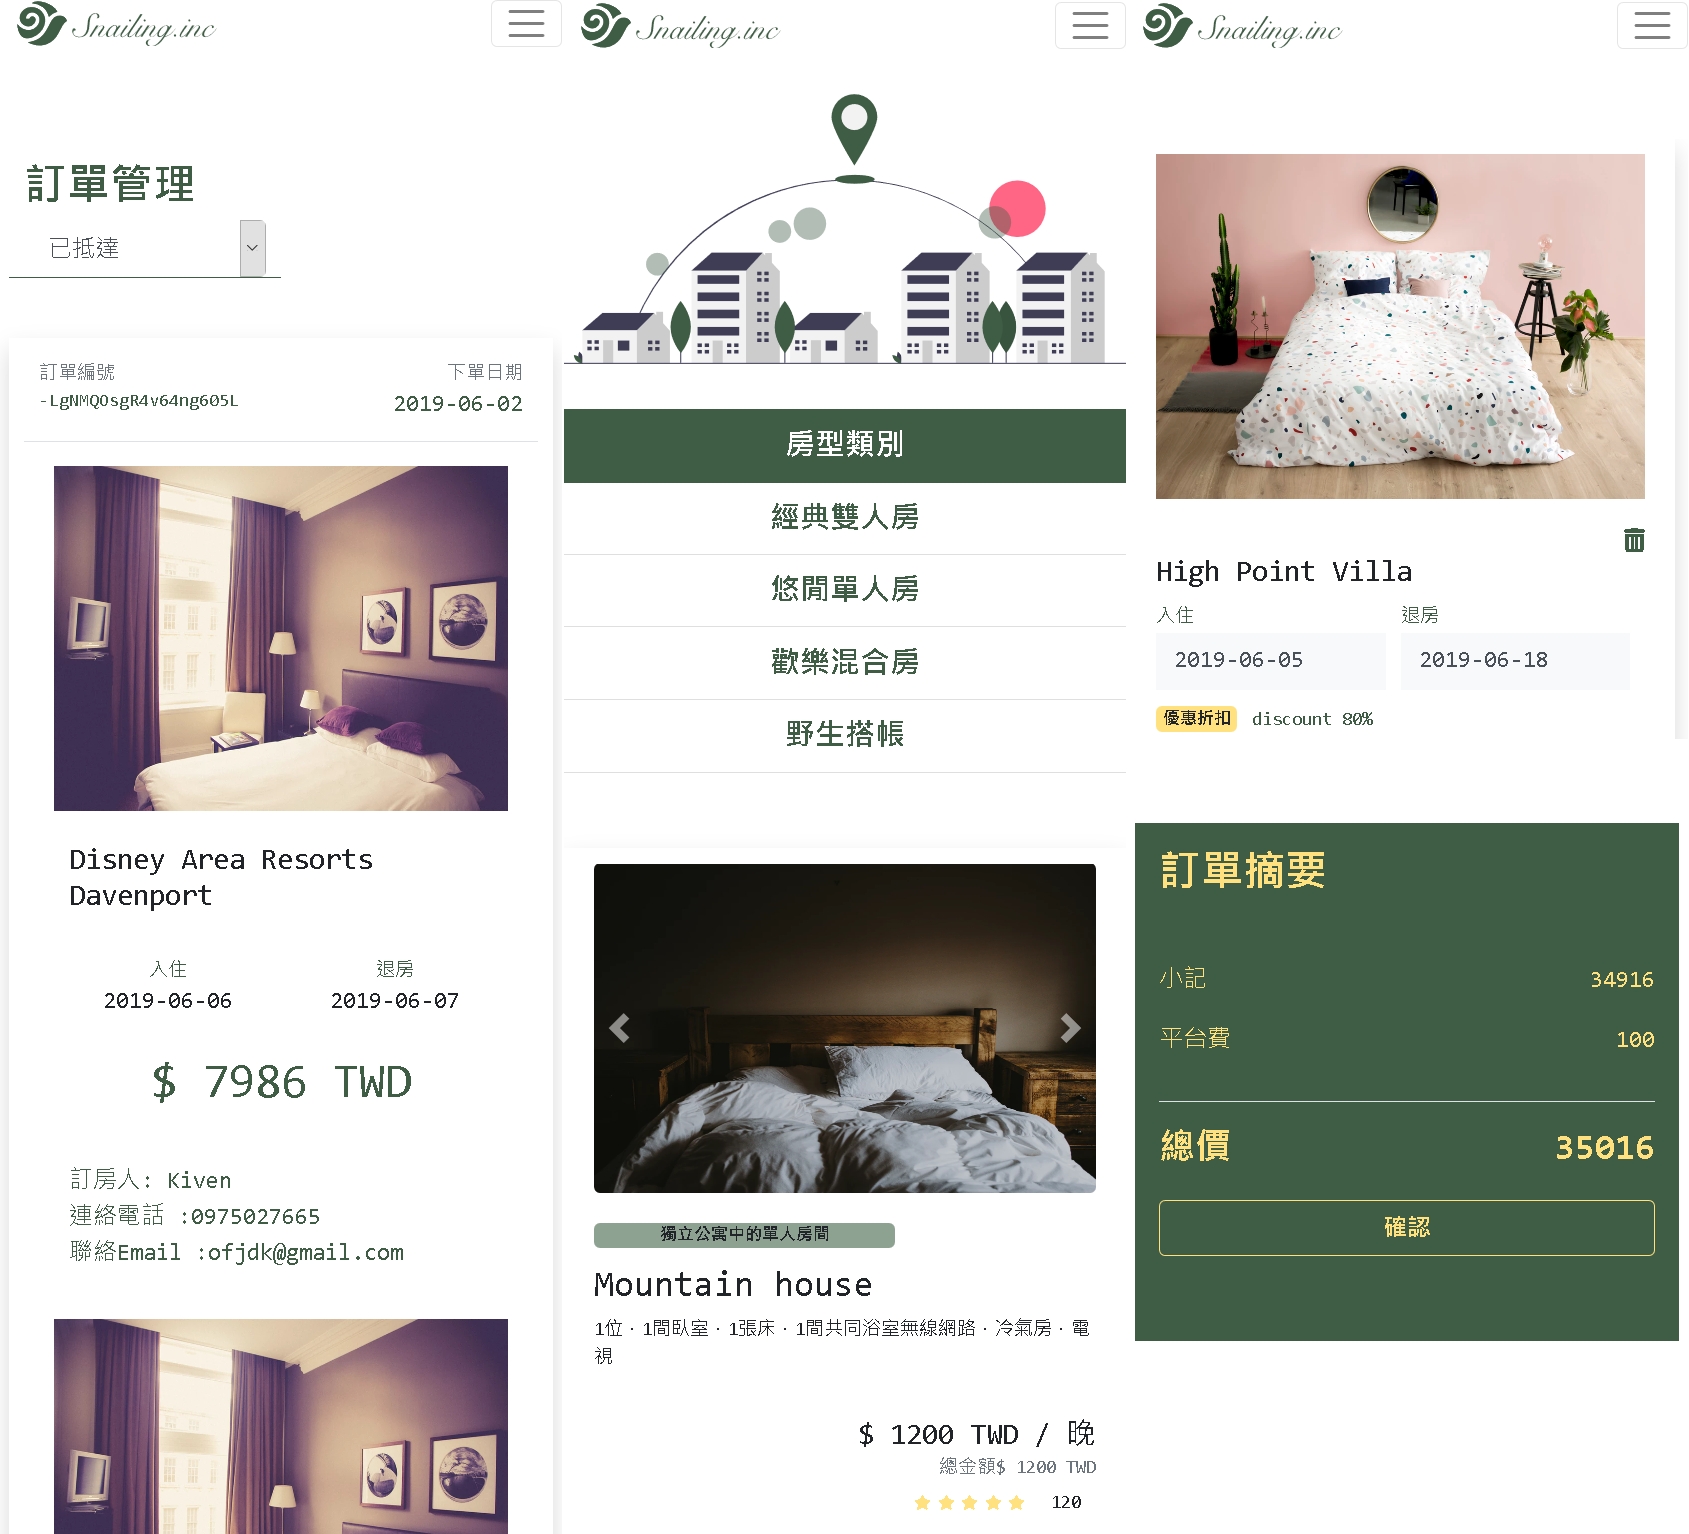 Snailing.inc
訂單管理
已抵達
訂單編號
下單日期
-LgNMQOsgR4v64ng605L
2019-06-02
Disney Area Resorts
Davenport
入住
退房
2019-06-06
2019-06-07
$ 7986 TWD
訂房人: Kiven
連絡電話 :0975027665
聯絡Email :ofjdk@gmail.com
Snailing.inc
房型類別
經典雙人房
悠閒單人房
歡樂混合房
野生搭帳
獨立公寓中的單人房間
Mountain house
1位 · 1間臥室 · 1張床 · 1間共同浴室無線網路 · 冷氣房 · 電
視
$ 1200 TWD / 晚
總金額$ 1200 TWD
120
Snailing.inc
High Point Villa
入住
退房
2019-06-05
2019-06-18
優惠折扣 discount 80%
訂單摘要
小記 34916
平台費 100
總價 35016
確認